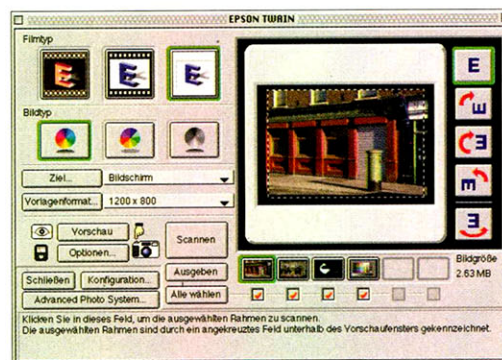 EPSON TWAIN
Filmtyp
E E E
Bildtyp
Ziel...
Bildschirm
Vorlagenformat...
1200 x 800
Vorschau
Optionen...
Scannen
Schließen
Konfiguration...
Ausgeben
Advanced Photo System...
Alle wählen
E
E
E
E
E
Bildgröße
2.63 MB
Klicken Sie in dieses Feld, um die ausgewählten Rahmen zu scannen.
Die ausgewählten Rahmen sind durch ein angekreuztes Feld unterhalb des Vorschaufensters gekennzeichnet.